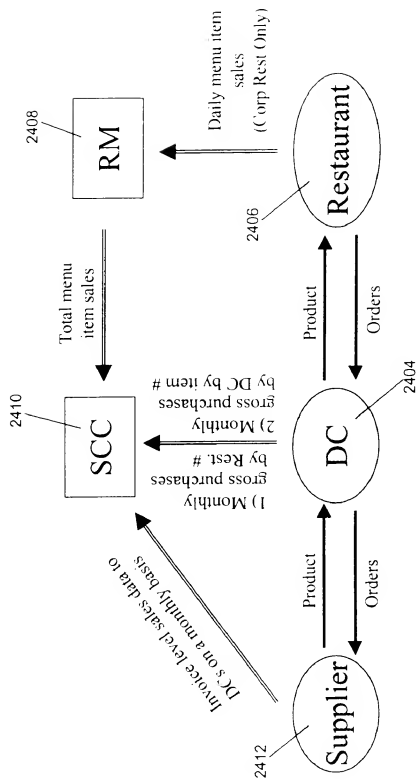 2408
RM
Daily menu item
sales
(Corp Rest Only)
Total menu
item sales
2410
SCC
2406
Restaurant
1) Monthly
gross purchases
by Rest. #
2) Monthly
gross purchases
by DC by item #
Product
Orders
2404
DC
Invoice level sales data to
DC's on a monthly basis
Product
Orders
2412
Supplier